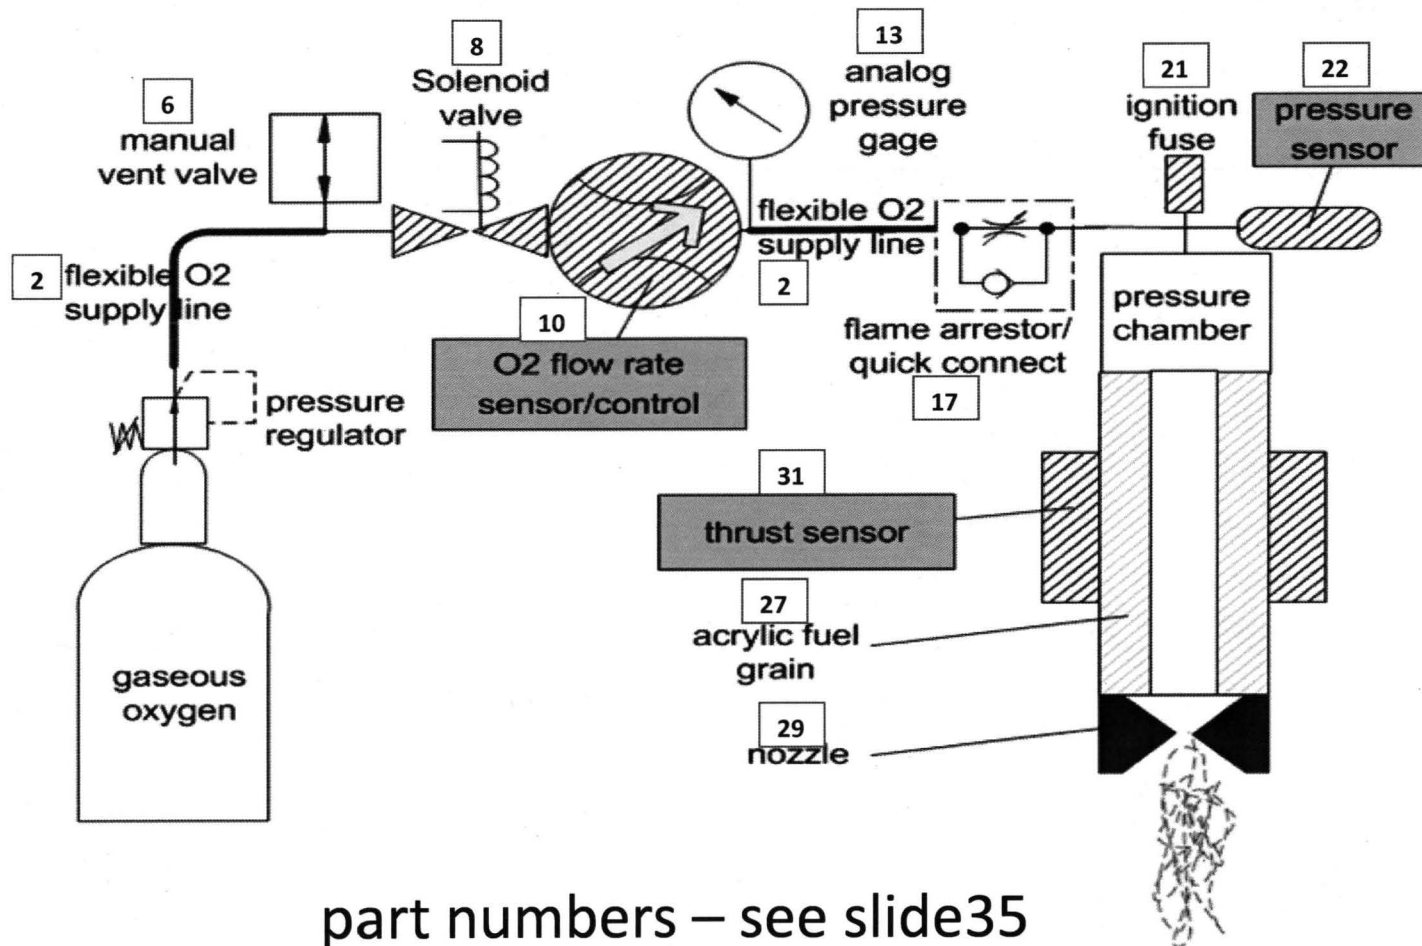 6
manual
vent valve
8
Solenoid
valve
13
analog
pressure
gage
21
ignition
fuse
22
pressure
sensor
2
flexible O2
supply line
flexible O2
supply line
2
10
O2 flow rate
sensor/control
flame arrestor/
quick connect
17
pressure
chamber
pressure
regulator
31
thrust sensor
27
acrylic fuel
grain
29
nozzle
gaseous
oxygen
part numbers – see slide35